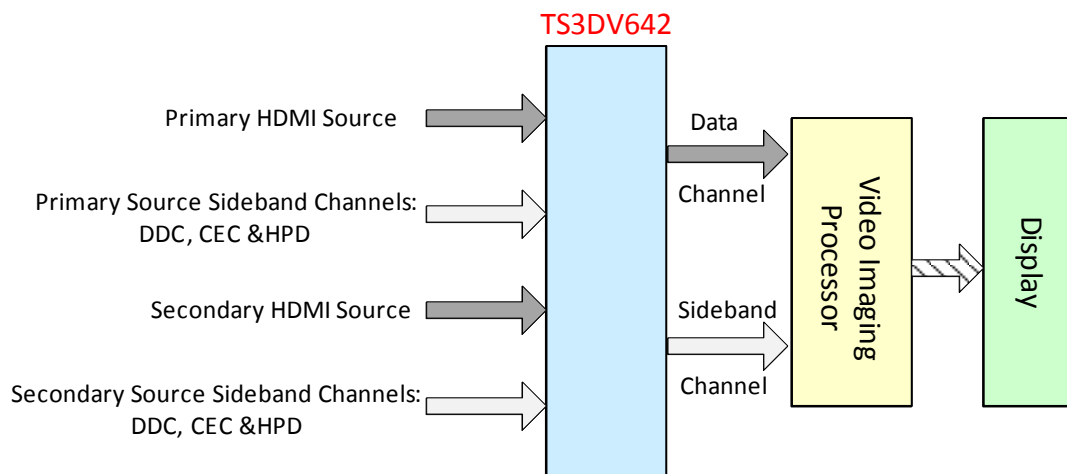 TS3DV642
Primary HDMI Source
Primary Source Sideband Channels:
DDC, CEC &HPD
Secondary HDMI Source
Secondary Source Sideband Channels:
DDC, CEC &HPD
Data
Channel
Sideband
Channel
Video Imaging
Processor
Display